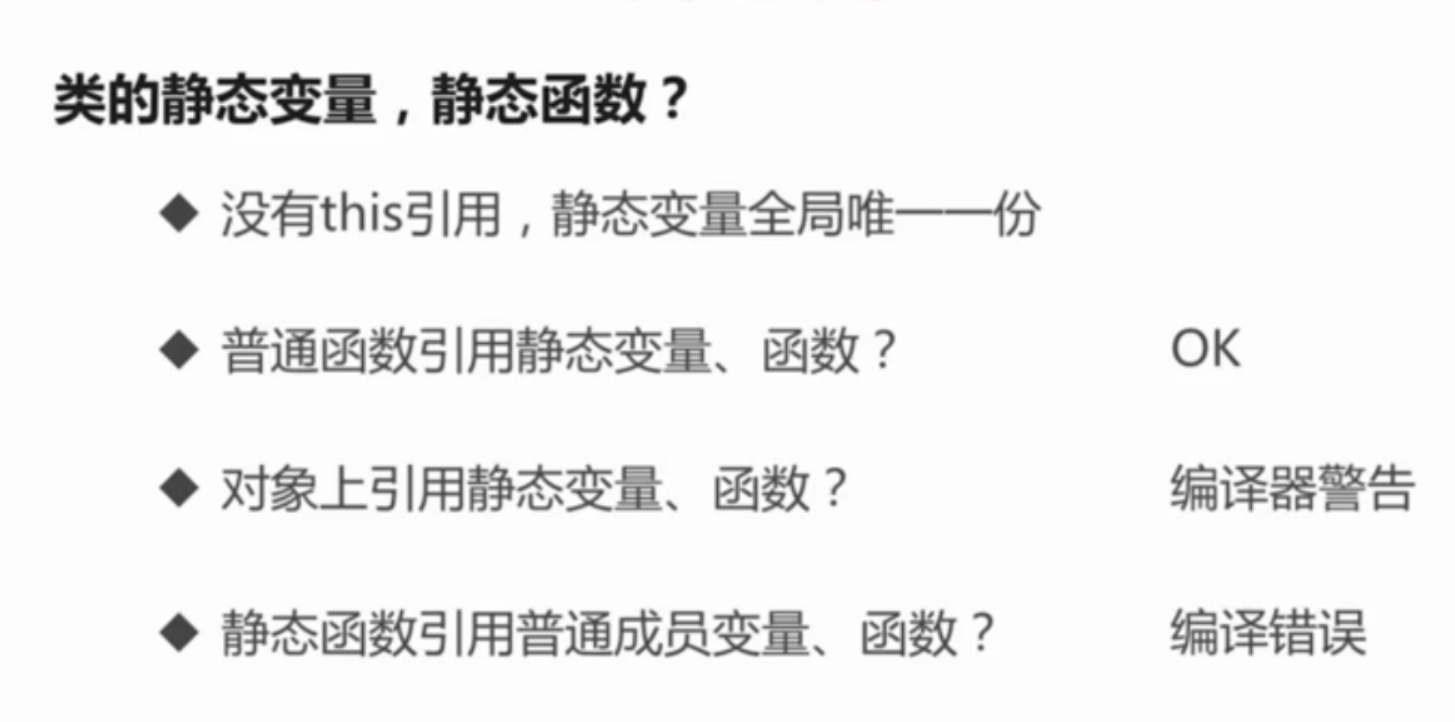 类的静态变量，静态函数？
◆ 没有this引用，静态变量全局唯一一份
◆ 普通函数引用静态变量、函数？ OK
◆ 对象上引用静态变量、函数？ 编译器警告
◆ 静态函数引用普通成员变量、函数？ 编译错误